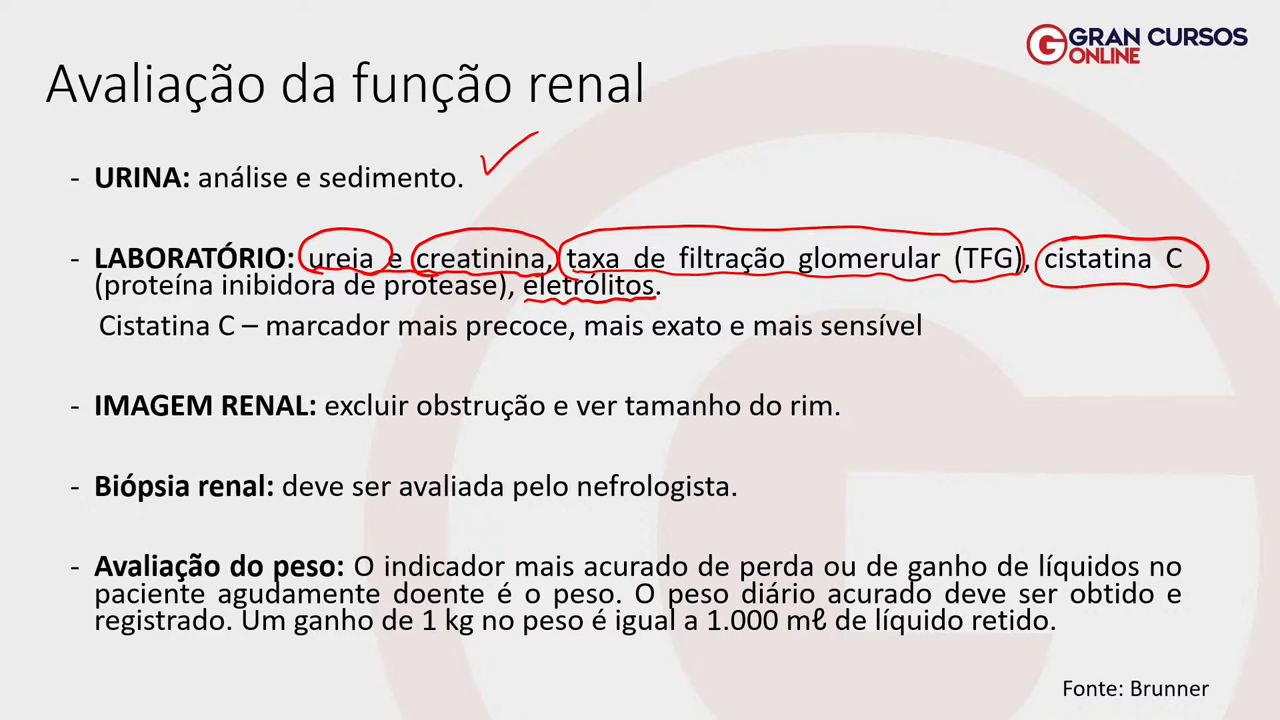 GRAN CURSOS
ONLINE
Avaliação da função renal
- URINA: análise e sedimento.
- LABORATÓRIO: ureia e creatinina, taxa de filtração glomerular (TFG), cistatina C
(proteína inibidora de protease), eletrólitos.
Cistatina C – marcador mais precoce, mais exato e mais sensível
- IMAGEM RENAL: excluir obstrução e ver tamanho do rim.
- Biópsia renal: deve ser avaliada pelo nefrologista.
- Avaliação do peso: O indicador mais acurado de perda ou de ganho de líquidos no
paciente agudamente doente é o peso. O peso diário acurado deve ser obtido e
registrado. Um ganho de 1 kg no peso é igual a 1.000 mℓ de líquido retido.
Fonte: Brunner